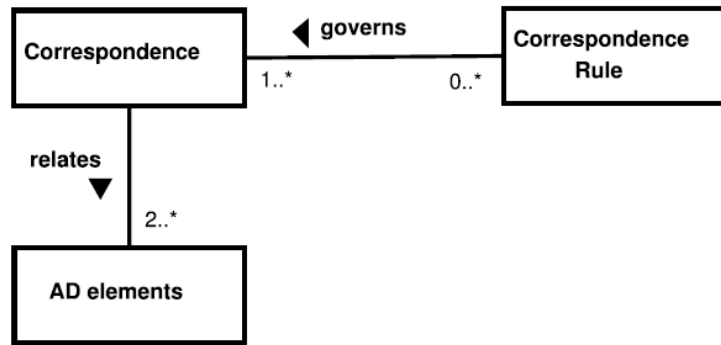 governs
Correspondence
Correspondence
Rule
1..*
0..*
relates
2..*
AD elements